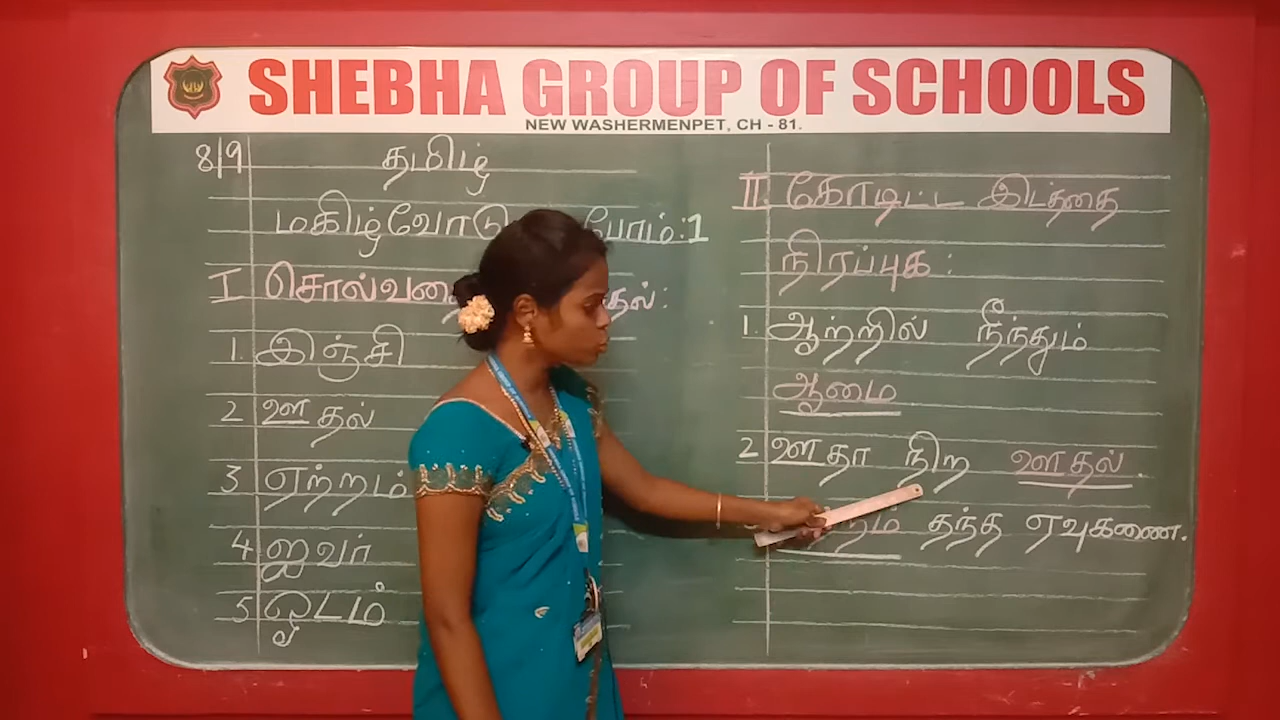 SHEBHA GROUP OF SCHOOLS
NEW WASHERMENPET, CH - 81.
8/9 தமிழ்
மகிழ்வோடு போம்:1
I சொல்வதை தல்:
1. இஞ்சி
2 ஊதல்
3 ஏற்றம்
4 ஐவர்
5 ஓடம்
II. கோடிட்ட இடத்தை
நிரப்புக :
1. ஆற்றில் நீந்தும்
ஆமை
2 ஊதா நிற ஊதல்.
தந்த ஏவுகணை.